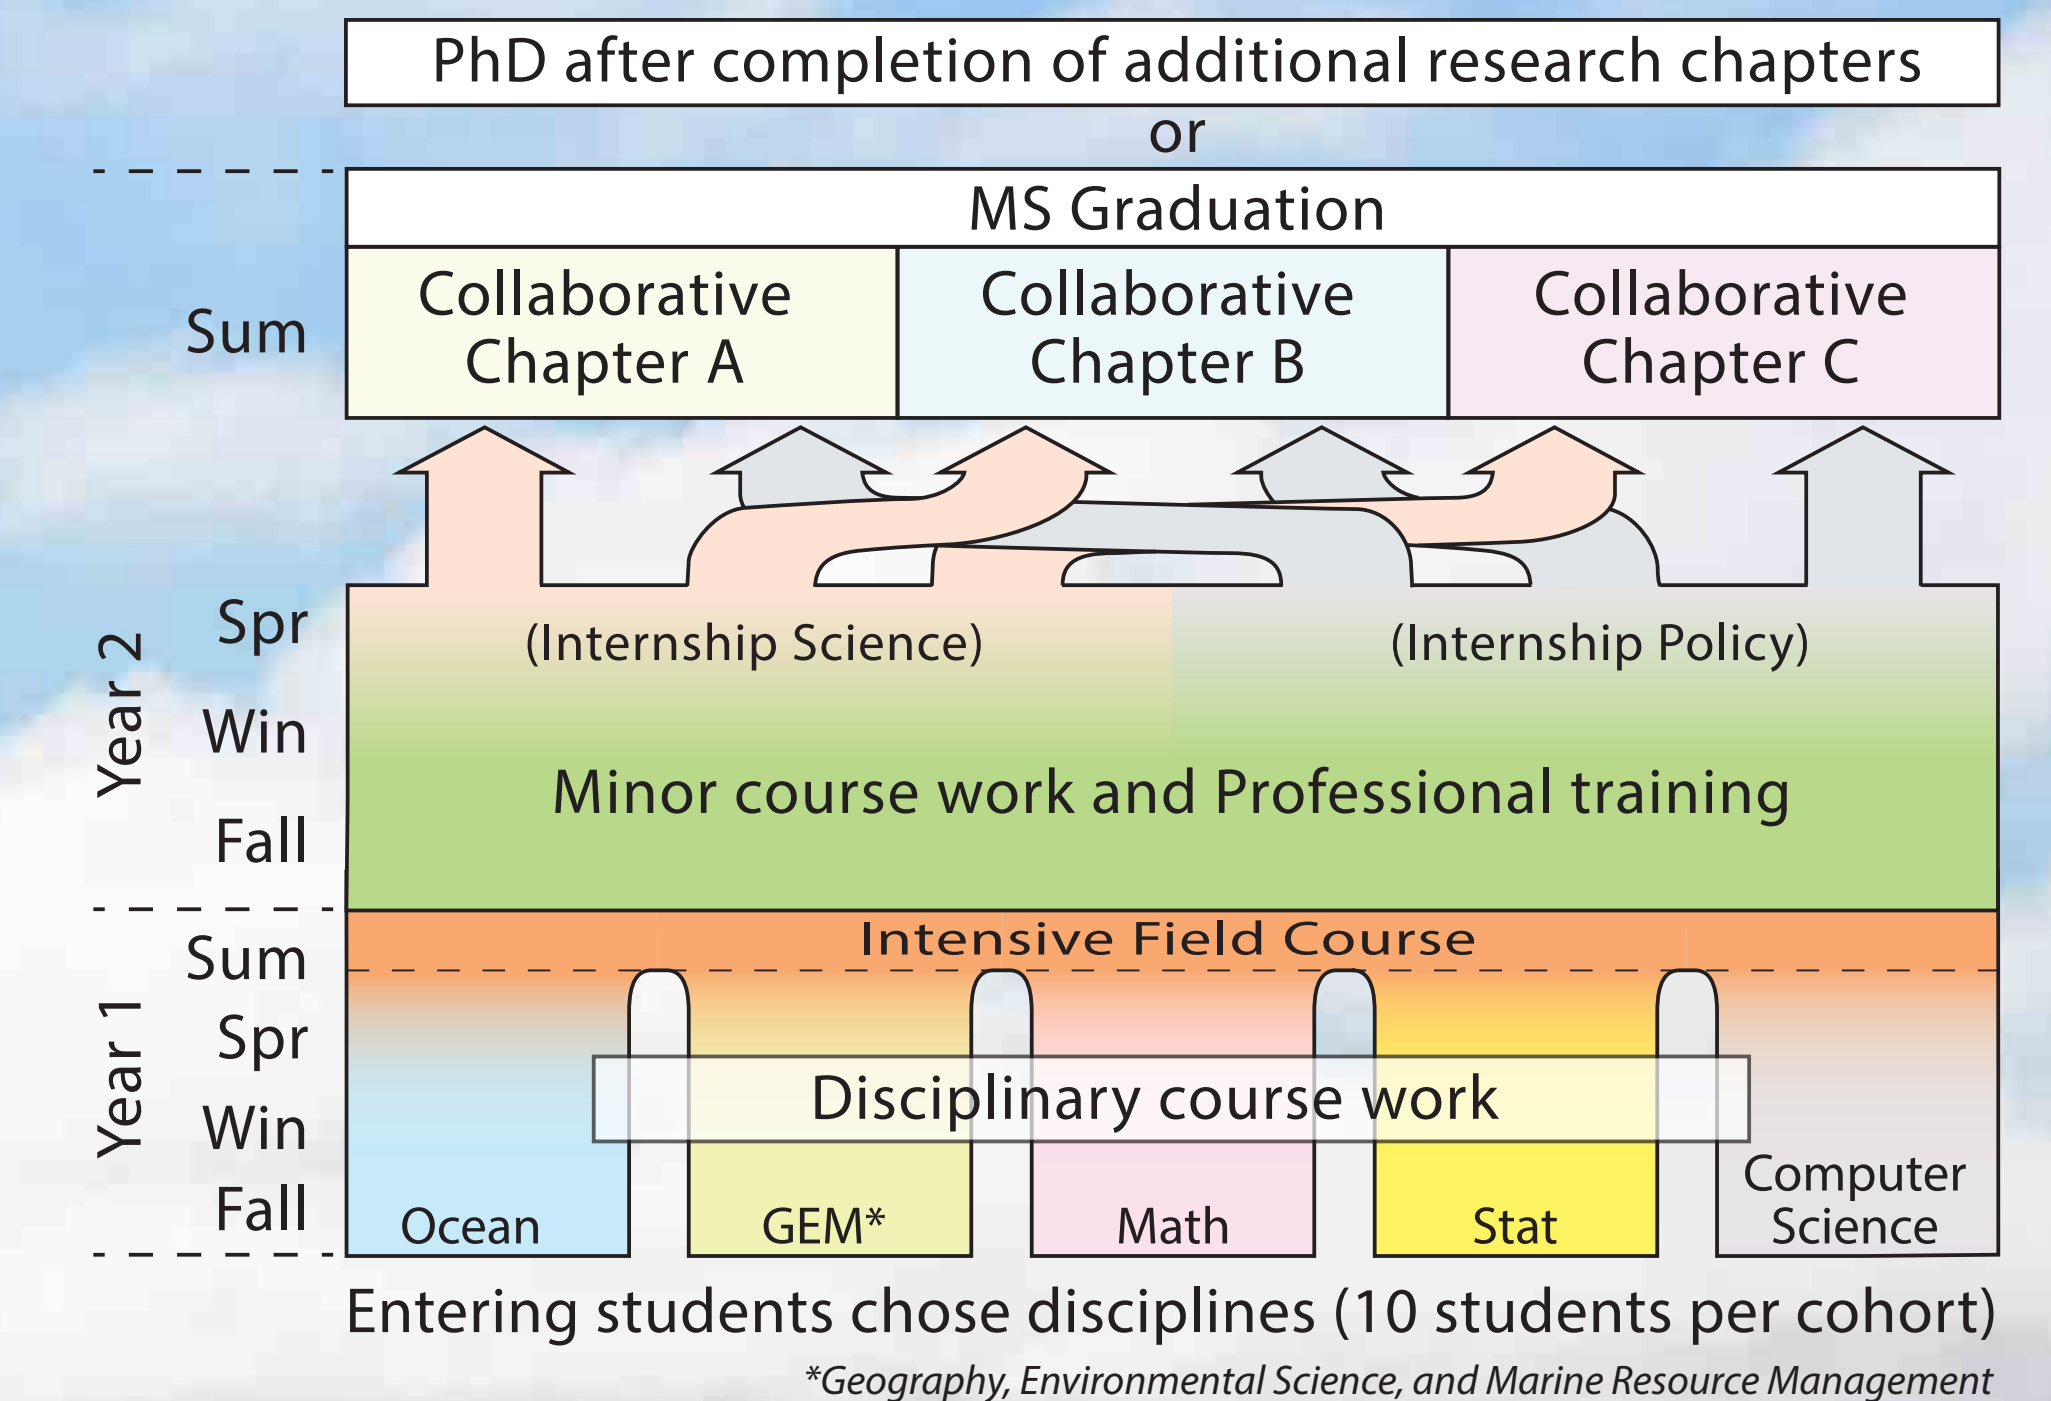 PhD after completion of additional research chapters
or
MS Graduation
Sum
Collaborative
Chapter A
Collaborative
Chapter B
Collaborative
Chapter C
Year 2
Spr
(Internship Science)
(Internship Policy)
Win
Minor course work and Professional training
Fall
Year 1
Sum
Intensive Field Course
Spr
Disciplinary course work
Win
Fall
Ocean
GEM*
Math
Stat
Computer
Science
Entering students chose disciplines (10 students per cohort)
*Geography, Environmental Science, and Marine Resource Management